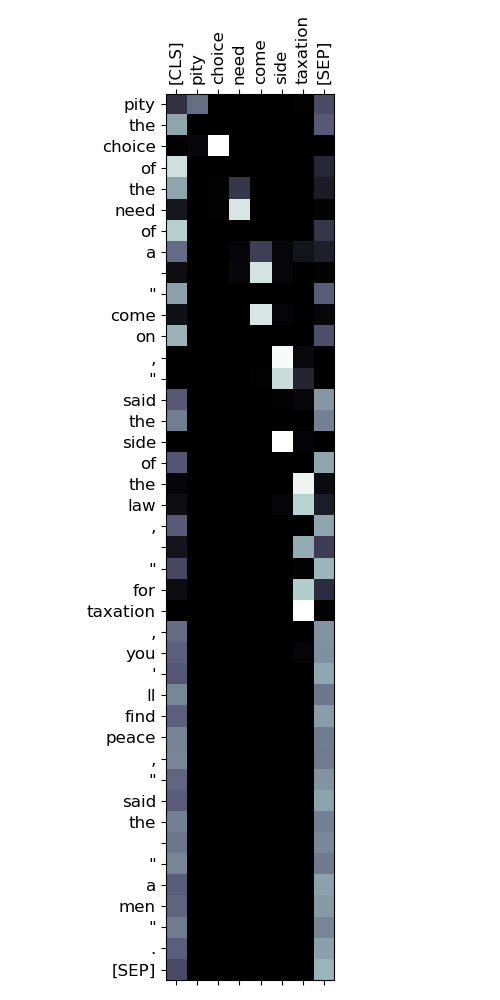 [CLS]
pity
choice
need
come
side
taxation
[SEP]
pity
the
choice
of
the
need
of
a
"
come
on
,
"
said
the
side
of
the
law
,
"
for
taxation
,
you
'
ll
find
peace
,
"
said
the
"
a
men
"
.
[SEP]